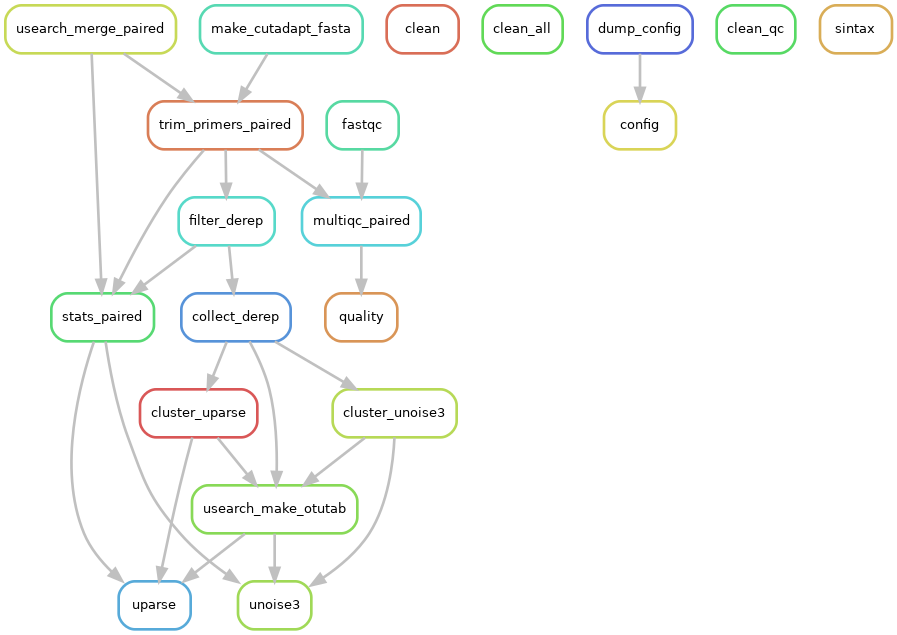 usearch_merge_paired
make_cutadapt_fasta
clean
clean_all
dump_config
clean_qc
sintax
trim_primers_paired
fastqc
config
filter_derep
multiqc_paired
stats_paired
collect_derep
quality
cluster_uparse
cluster_unoise3
usearch_make_otutab
uparse
unoise3